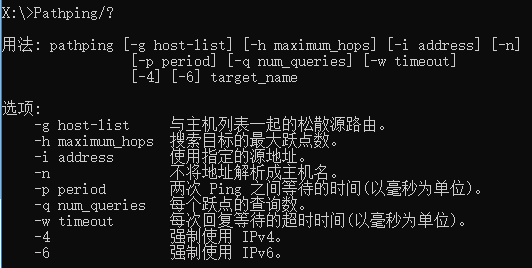 X:\>Pathping/?
用法: pathping [-g host-list] [-h maximum_hops] [-i address] [-n]
[-p period] [-q num_queries] [-w timeout]
[-4] [-6] target_name
选项:
-g host-list 与主机列表一起的松散源路由。
-h maximum_hops 搜索目标的最大跃点数。
-i address 使用指定的源地址。
-n 不将地址解析成主机名。
-p period 两次 Ping 之间等待的时间(以毫秒为单位)。
-q num_queries 每个跃点的查询数。
-w timeout 每次回复等待的超时时间(以毫秒为单位)。
-4 强制使用 IPv4。
-6 强制使用 IPv6。